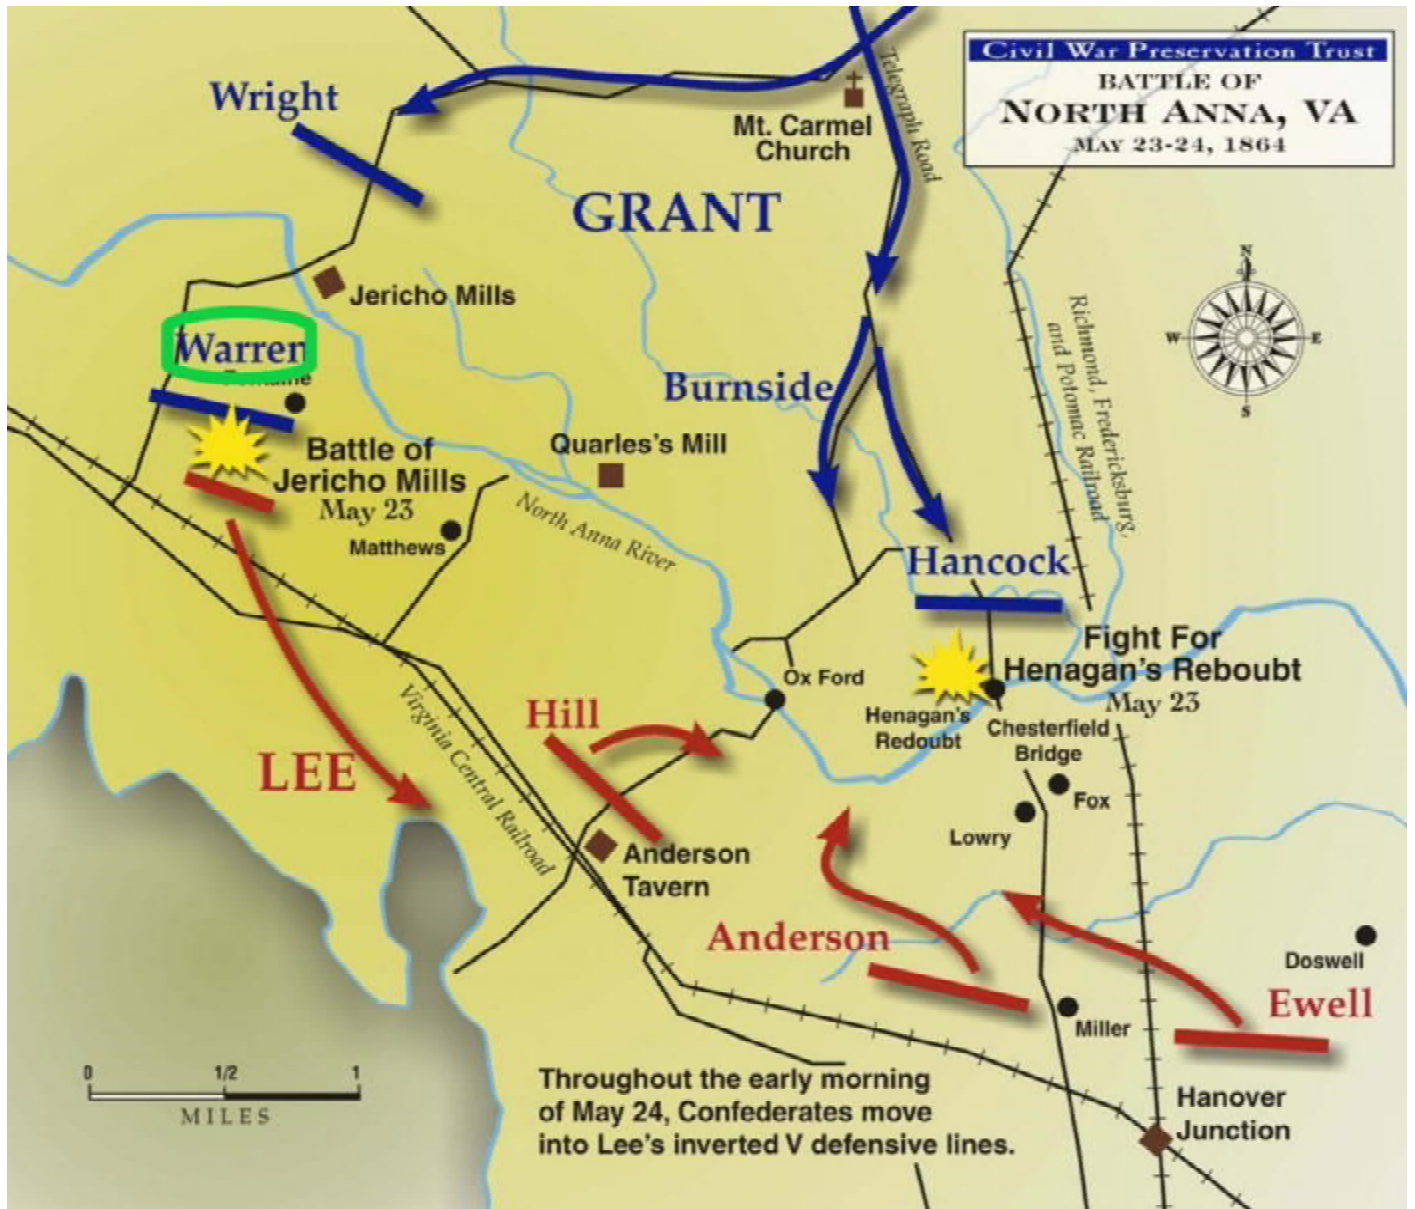 Civil War Preservation Trust
BATTLE OF
NORTH ANNA, VA
MAY 23-24, 1864
Wright
Mt. Carmel
Church
Telegraph Road
GRANT
Jericho Mills
N
W
E
S
Richmond, Fredericksburg,
and Potomac Railroad
Warren
Burnside
Battle of
Jericho Mills
May 23
Quarles's Mill
Matthews
North Anna River
Hancock
Fight For
Henagan's Reboubt
May 23
Ox Ford
Henagan's
Redoubt
Chesterfield
Bridge
Hill
LEE
Virginia Central Railroad
Fox
Lowry
Anderson
Tavern
Anderson
Doswell
Ewell
Miller
0 1/2 1
MILES
Throughout the early morning
of May 24, Confederates move
into Lee's inverted V defensive lines.
Hanover
Junction